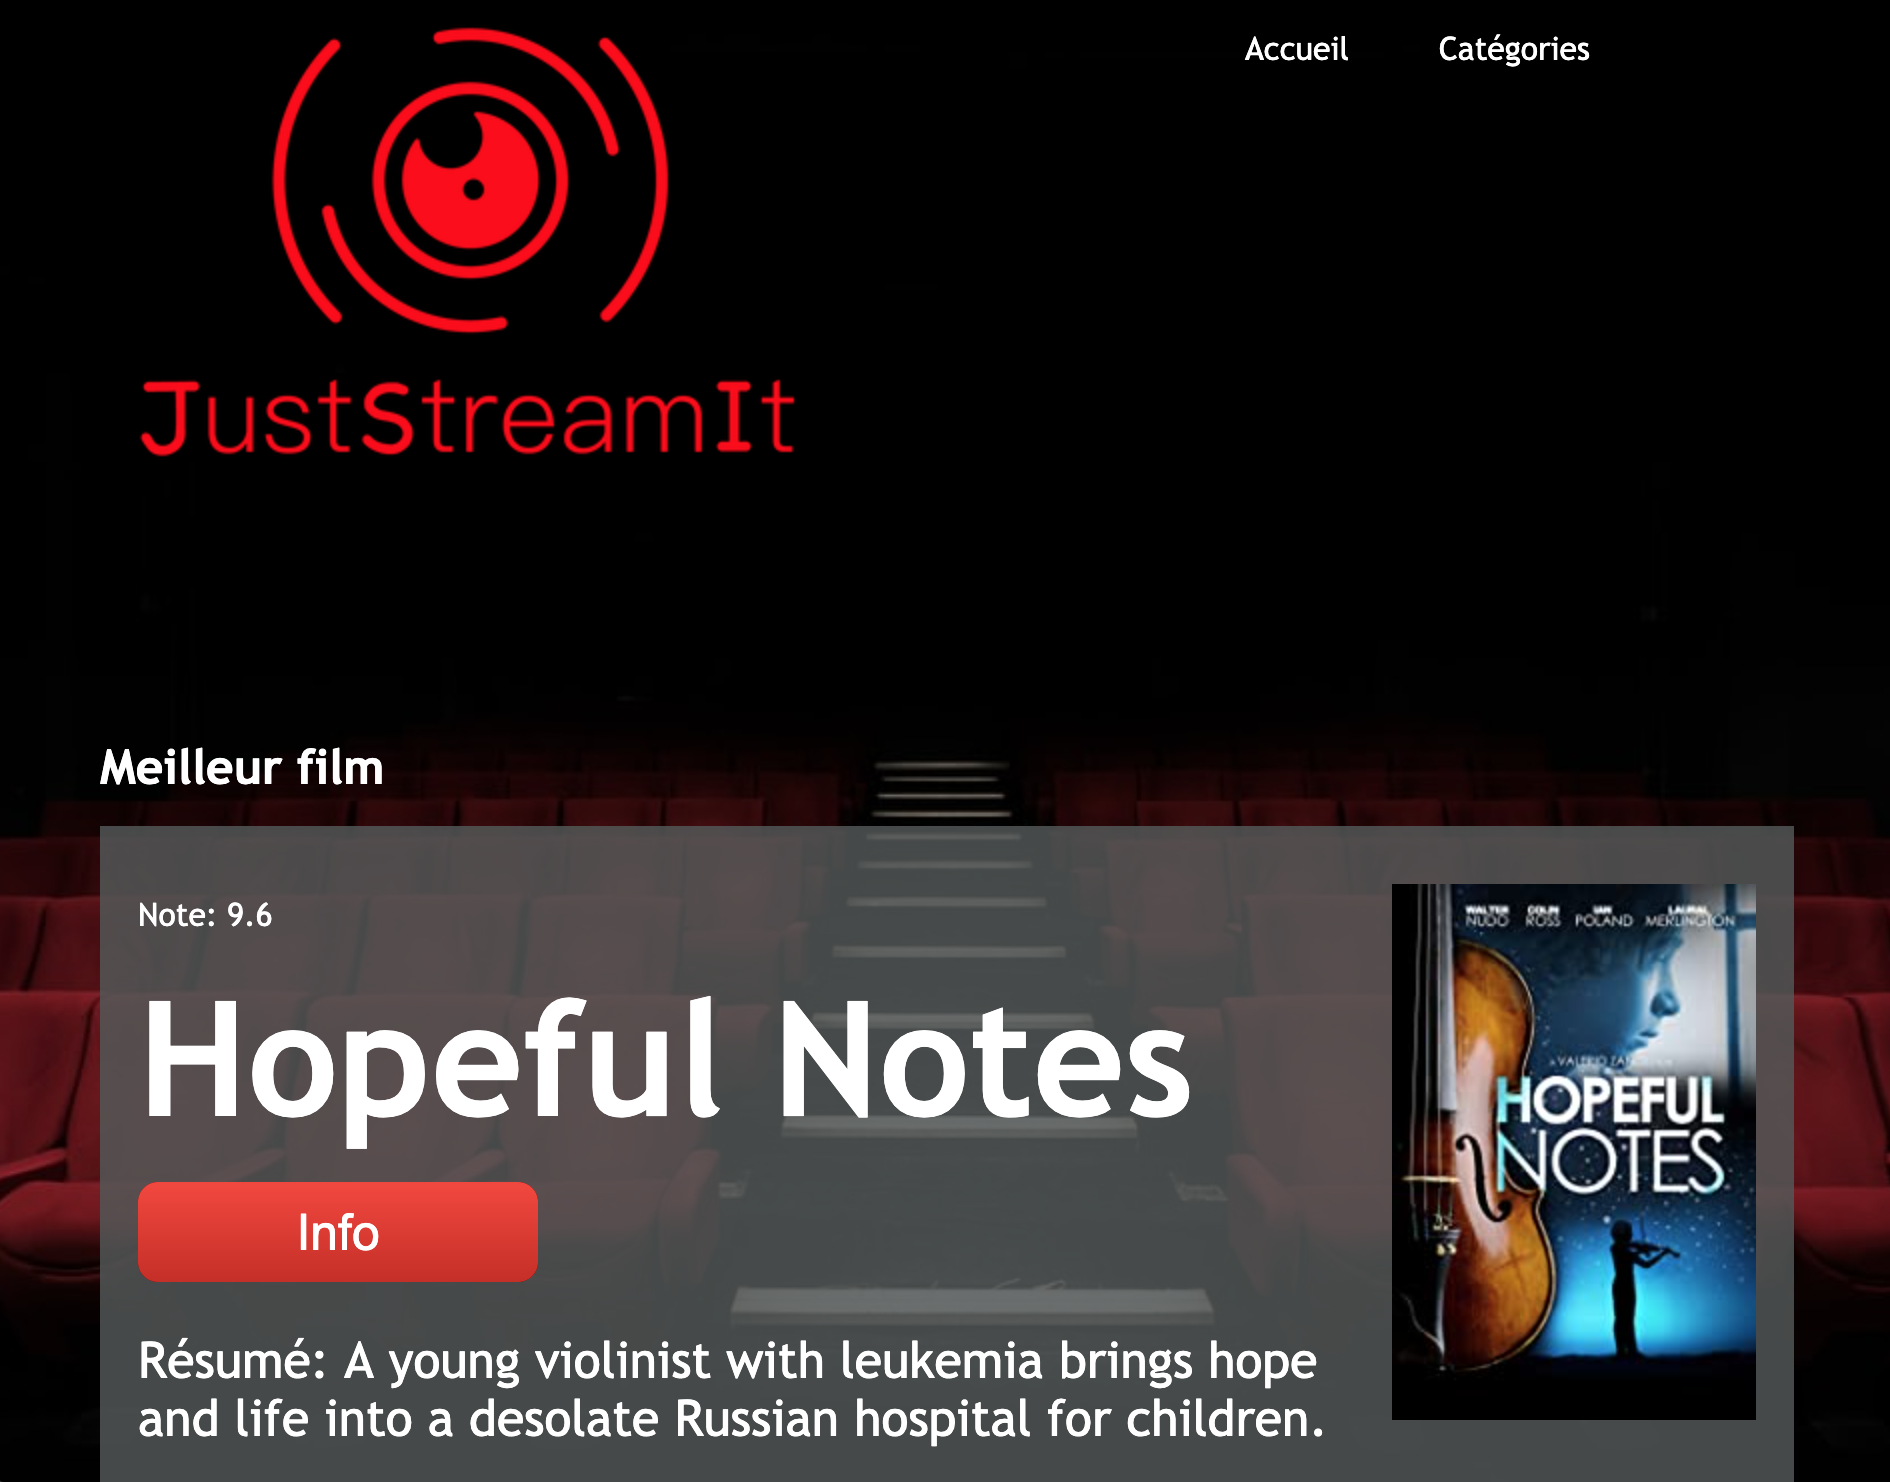 Accueil Catégories
JustStreamIt
Meilleur film
Note: 9.6
Hopeful Notes
Info
Résumé: A young violinist with leukemia brings hope
and life into a desolate Russian hospital for children.
WALTER NUDO COLIN ROSS IAN POLAND LAURAL MERLINGTON
HOPEFUL
NOTES